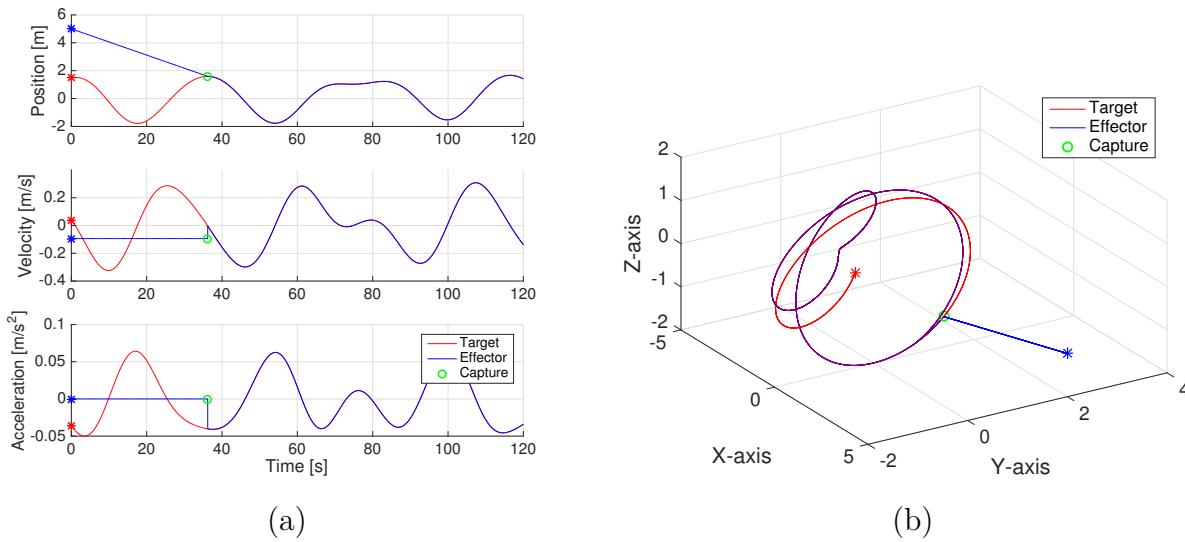 6
4
2
0
-2
Position [m]
0 20 40 60 80 100 120
0.2
0
-0.2
-0.4
Velocity [m/s]
0 20 40 60 80 100 120
0.1
0.05
0
-0.05
Acceleration [m/s²]
Target
Effector
Capture
0 20 40 60 80 100 120
Time [s]
(a)
Target
Effector
Capture
2
1
0
-1
-2
Z-axis
-5
0
5
X-axis
-2
0
2
4
Y-axis
(b)